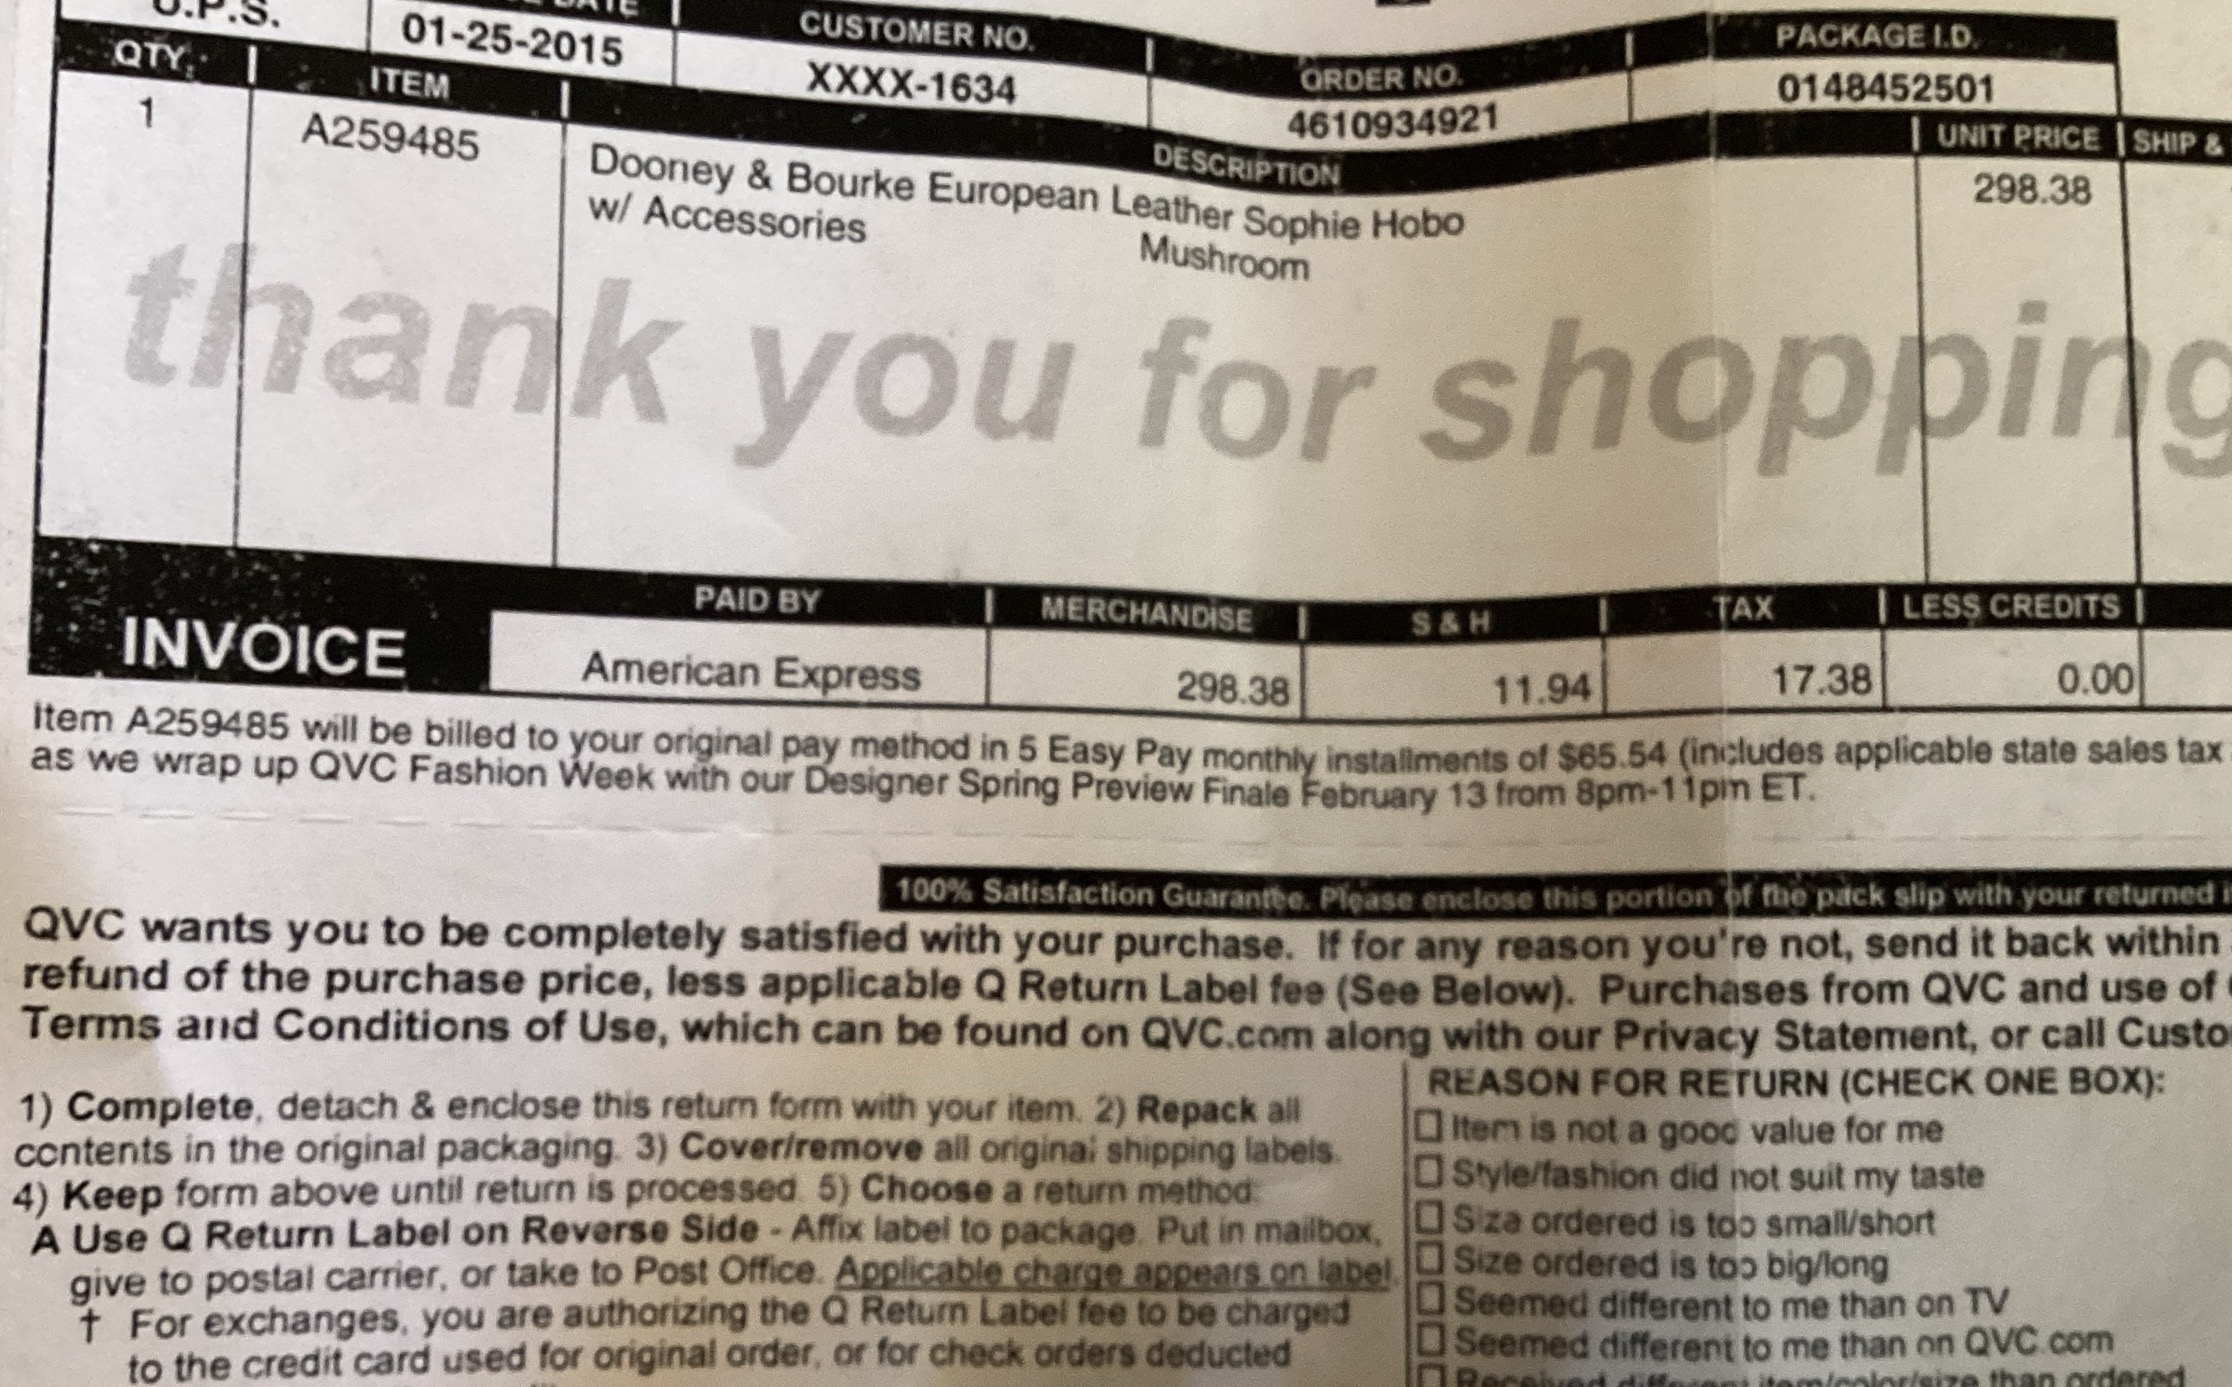 U.P.S.
DATE
01-25-2015
CUSTOMER NO.
XXXX-1634
ORDER NO.
4610934921
PACKAGE I.D.
0148452501
QTY.
ITEM
DESCRIPTION
UNIT PRICE
SHIP &
1
A259485
Dooney & Bourke European Leather Sophie Hobo
w/ Accessories
Mushroom
298.38
thank you for shopping
INVOICE
PAID BY
MERCHANDISE
S & H
TAX
LESS CREDITS
American Express
298.38
11.94
17.38
0.00
Item A259485 will be billed to your original pay method in 5 Easy Pay monthly installments of $65.54 (includes applicable state sales tax
as we wrap up QVC Fashion Week with our Designer Spring Preview Finale February 13 from 8pm-11pm ET.
100% Satisfaction Guarantee. Please enclose this portion of the pack slip with your returned
QVC wants you to be completely satisfied with your purchase. If for any reason you're not, send it back within
refund of the purchase price, less applicable Q Return Label fee (See Below). Purchases from QVC and use of
Terms and Conditions of Use, which can be found on QVC.com along with our Privacy Statement, or call Custo
1) Complete, detach & enclose this return form with your item. 2) Repack all
contents in the original packaging. 3) Cover/remove all original shipping labels.
4) Keep form above until return is processed. 5) Choose a return method:
A Use Q Return Label on Reverse Side - Affix label to package. Put in mailbox,
give to postal carrier, or take to Post Office. Applicable charge appears on label.
† For exchanges, you are authorizing the Q Return Label fee to be charged
to the credit card used for original order, or for check orders deducted
REASON FOR RETURN (CHECK ONE BOX):
Item is not a good value for me
Style/fashion did not suit my taste
Size ordered is too small/short
Size ordered is too big/long
Seemed different to me than on TV
Seemed different to me than on QVC.com
Received different item/color/size than ordered